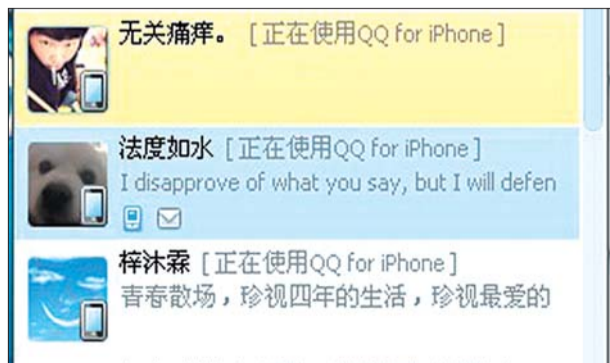 无关痛痒。 [正在使用QQ for iPhone]
法度如水 [正在使用QQ for iPhone]
I disapprove of what you say, but I will defen
梓沐霖 [正在使用QQ for iPhone]
青春散场，珍视四年的生活，珍视最爱的